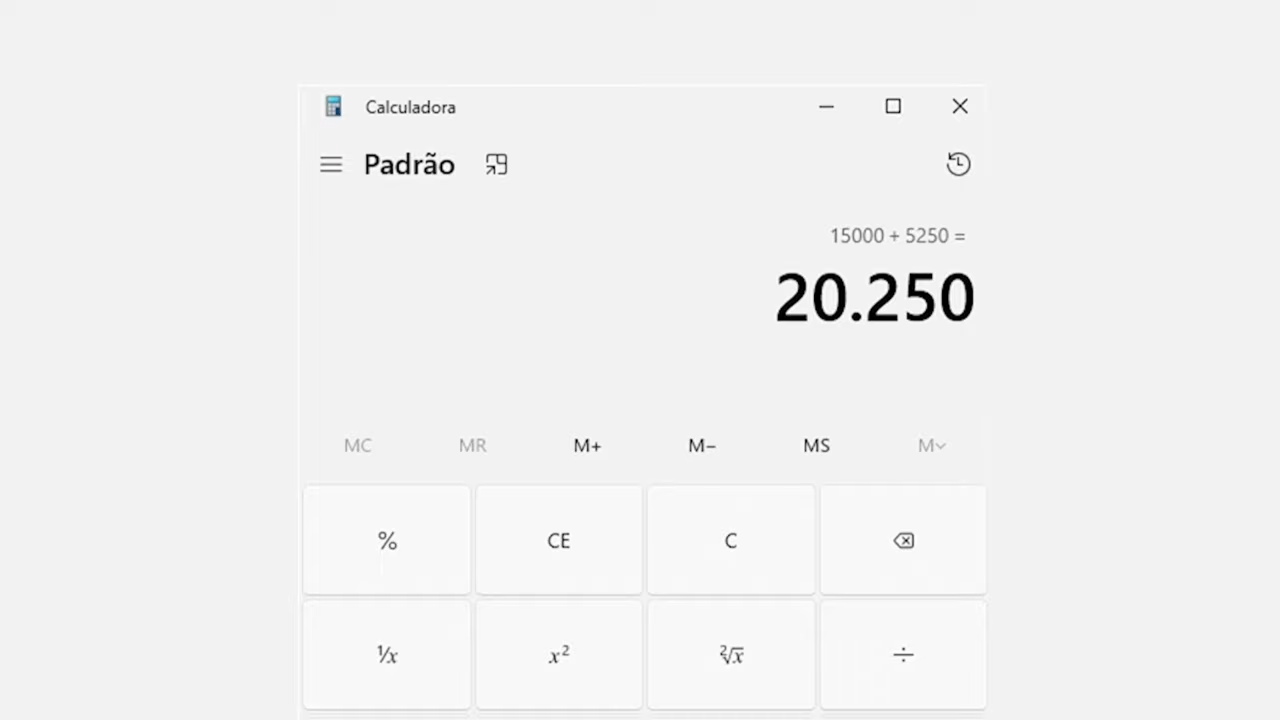 Calculadora
Padrão
15000 + 5250 =
20.250
MC MR M+ M− MS M
% CE C
¹⁄x x² ²√x ÷